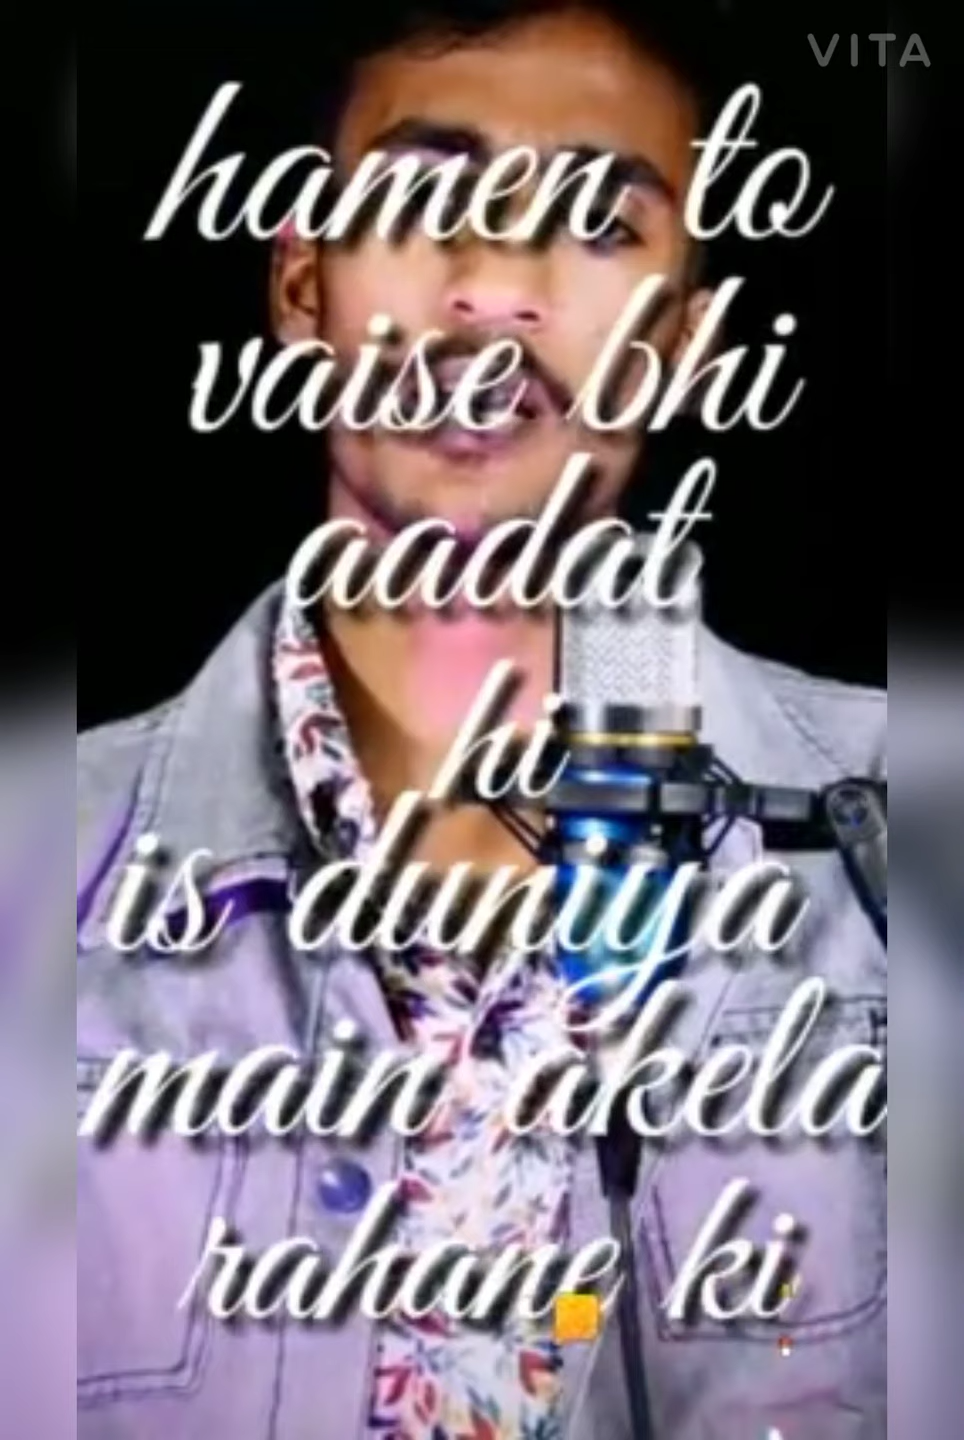 VITA
hamen to
vaise bhi
aadat
hi
is duniya
main akela
rahane ki